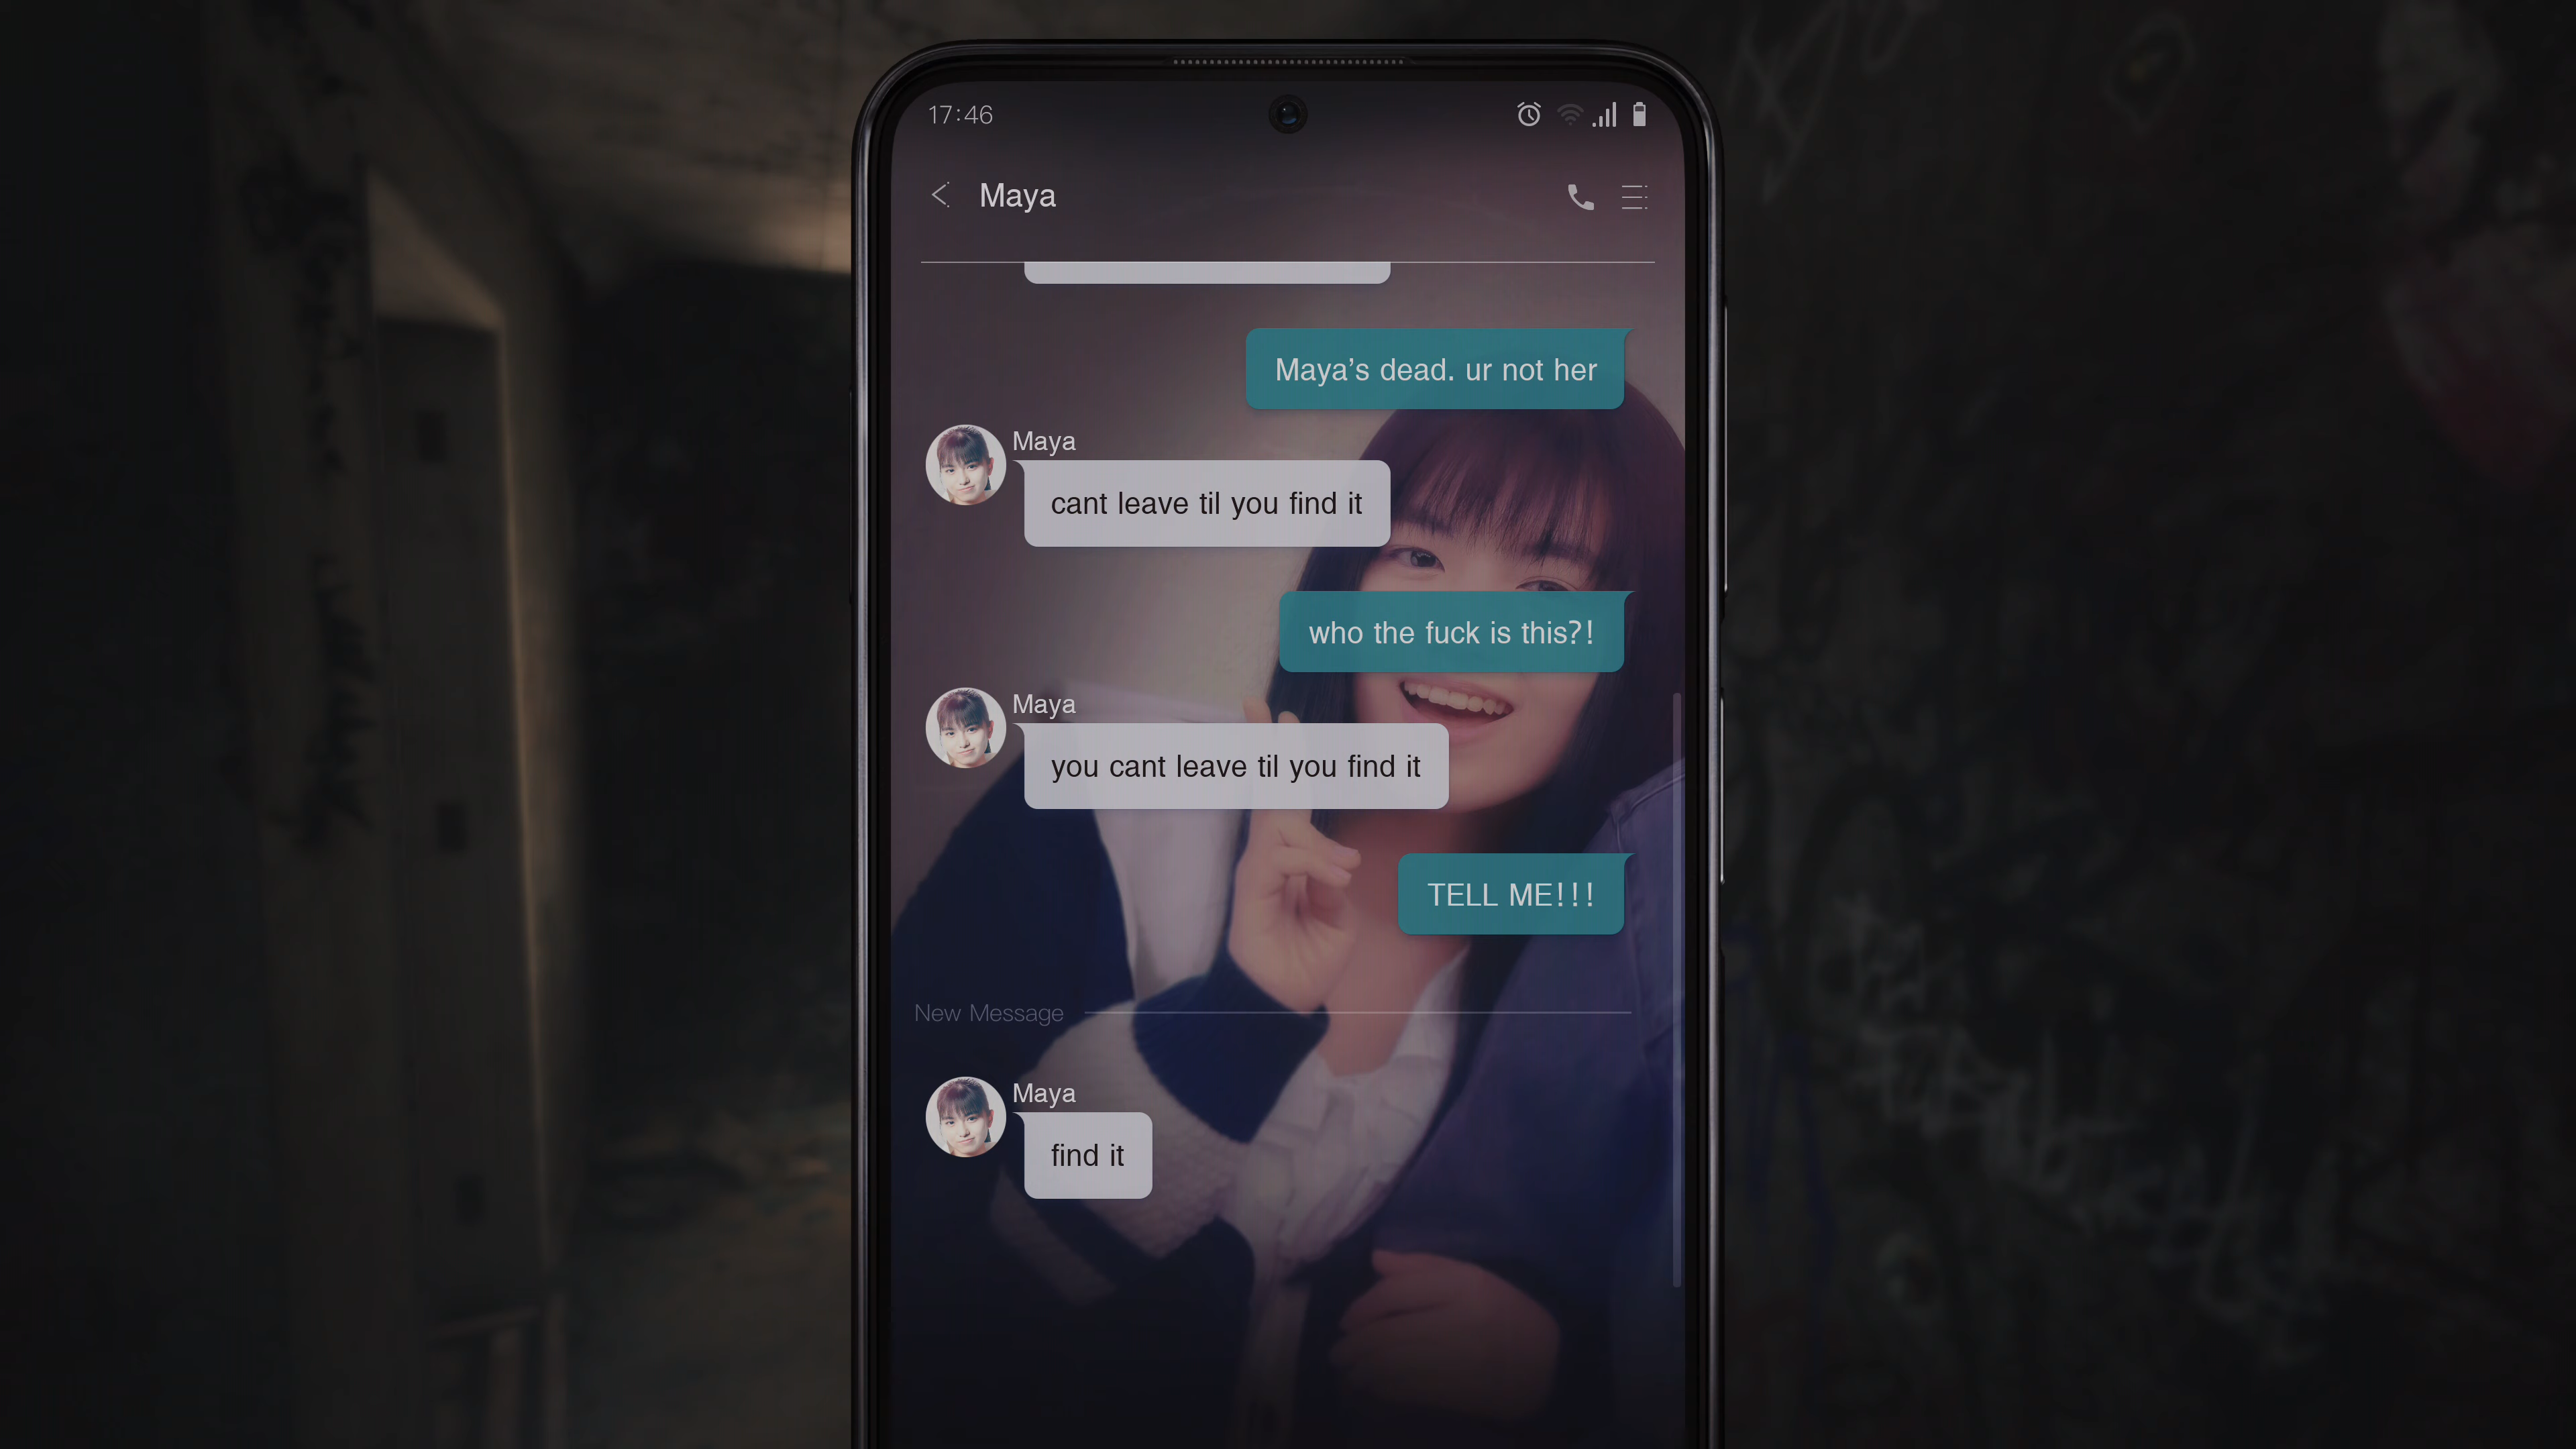 17:46
Maya
Maya’s dead. ur not her
Maya
cant leave til you find it
who the fuck is this?!
Maya
you cant leave til you find it
TELL ME!!!
New Message
Maya
find it